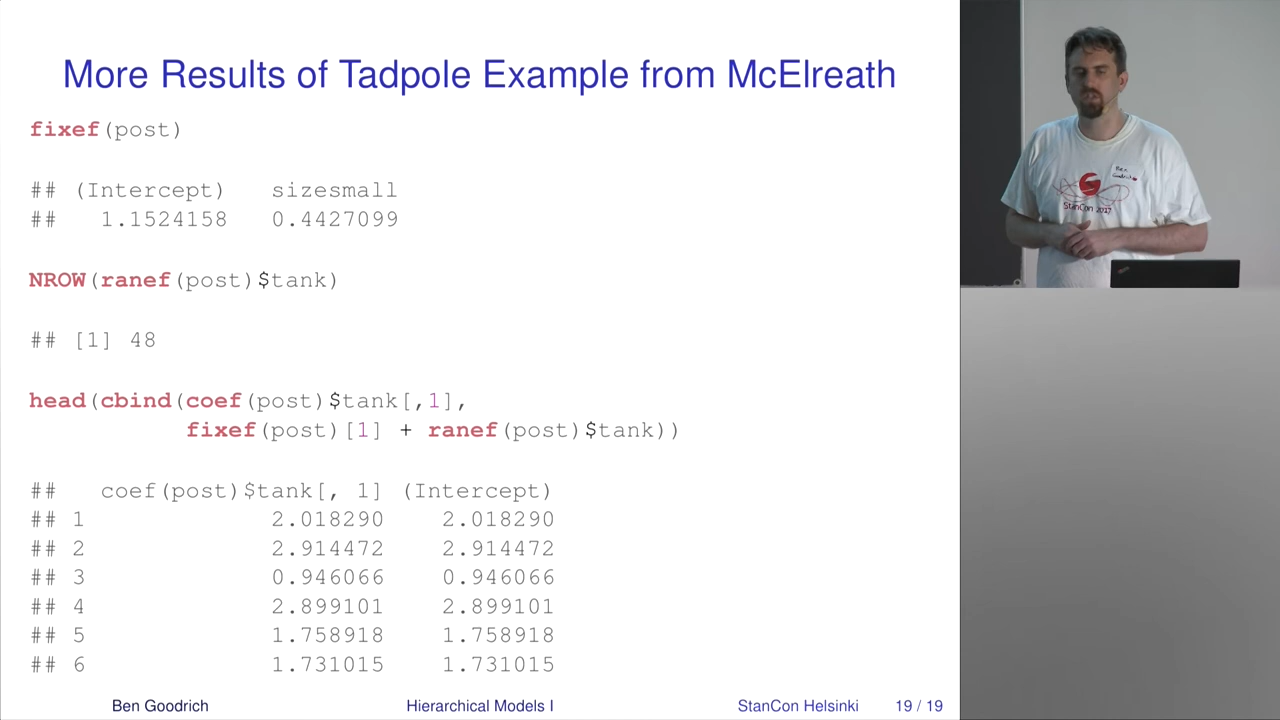 More Results of Tadpole Example from McElreath
fixef(post)
## (Intercept)   sizesmall
##   1.1524158   0.4427099
NROW(ranef(post)$tank)
## [1] 48
head(cbind(coef(post)$tank[,1],
           fixef(post)[1] + ranef(post)$tank))
##   coef(post)$tank[, 1] (Intercept)
## 1             2.018290    2.018290
## 2             2.914472    2.914472
## 3             0.946066    0.946066
## 4             2.899101    2.899101
## 5             1.758918    1.758918
## 6             1.731015    1.731015
Ben Goodrich   Hierarchical Models I   StanCon Helsinki   19 / 19
Ben
Goodrich
StanCon 2017